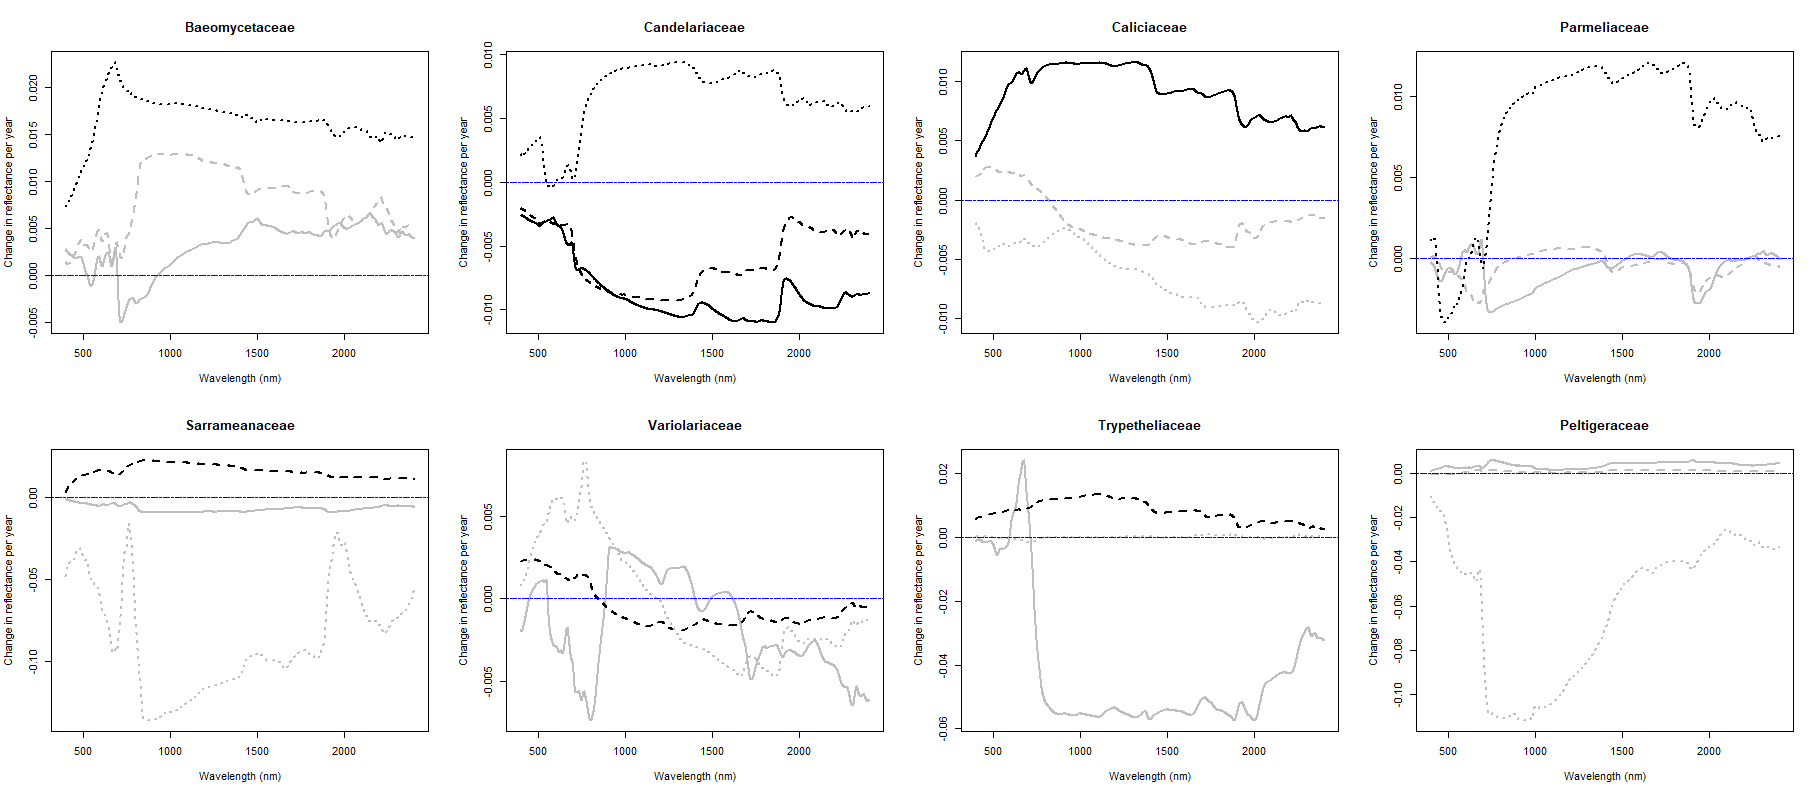 Baeomycetaceae
Change in reflectance per year
-0.005 0.000 0.005 0.010 0.015 0.020
500 1000 1500 2000
Wavelength (nm)
Candelariaceae
Change in reflectance per year
-0.010 -0.005 0.000 0.005 0.010
500 1000 1500 2000
Wavelength (nm)
Caliciaceae
Change in reflectance per year
-0.010 -0.005 0.000 0.005 0.010
500 1000 1500 2000
Wavelength (nm)
Parmeliaceae
Change in reflectance per year
0.000 0.005 0.010
500 1000 1500 2000
Wavelength (nm)
Sarrameanaceae
Change in reflectance per year
-0.10 -0.05 0.00
500 1000 1500 2000
Wavelength (nm)
Variolariaceae
Change in reflectance per year
-0.005 0.000 0.005
500 1000 1500 2000
Wavelength (nm)
Trypetheliaceae
Change in reflectance per year
-0.06 -0.04 -0.02 0.00 0.02
500 1000 1500 2000
Wavelength (nm)
Peltigeraceae
Change in reflectance per year
-0.10 -0.08 -0.06 -0.04 -0.02 0.00
500 1000 1500 2000
Wavelength (nm)